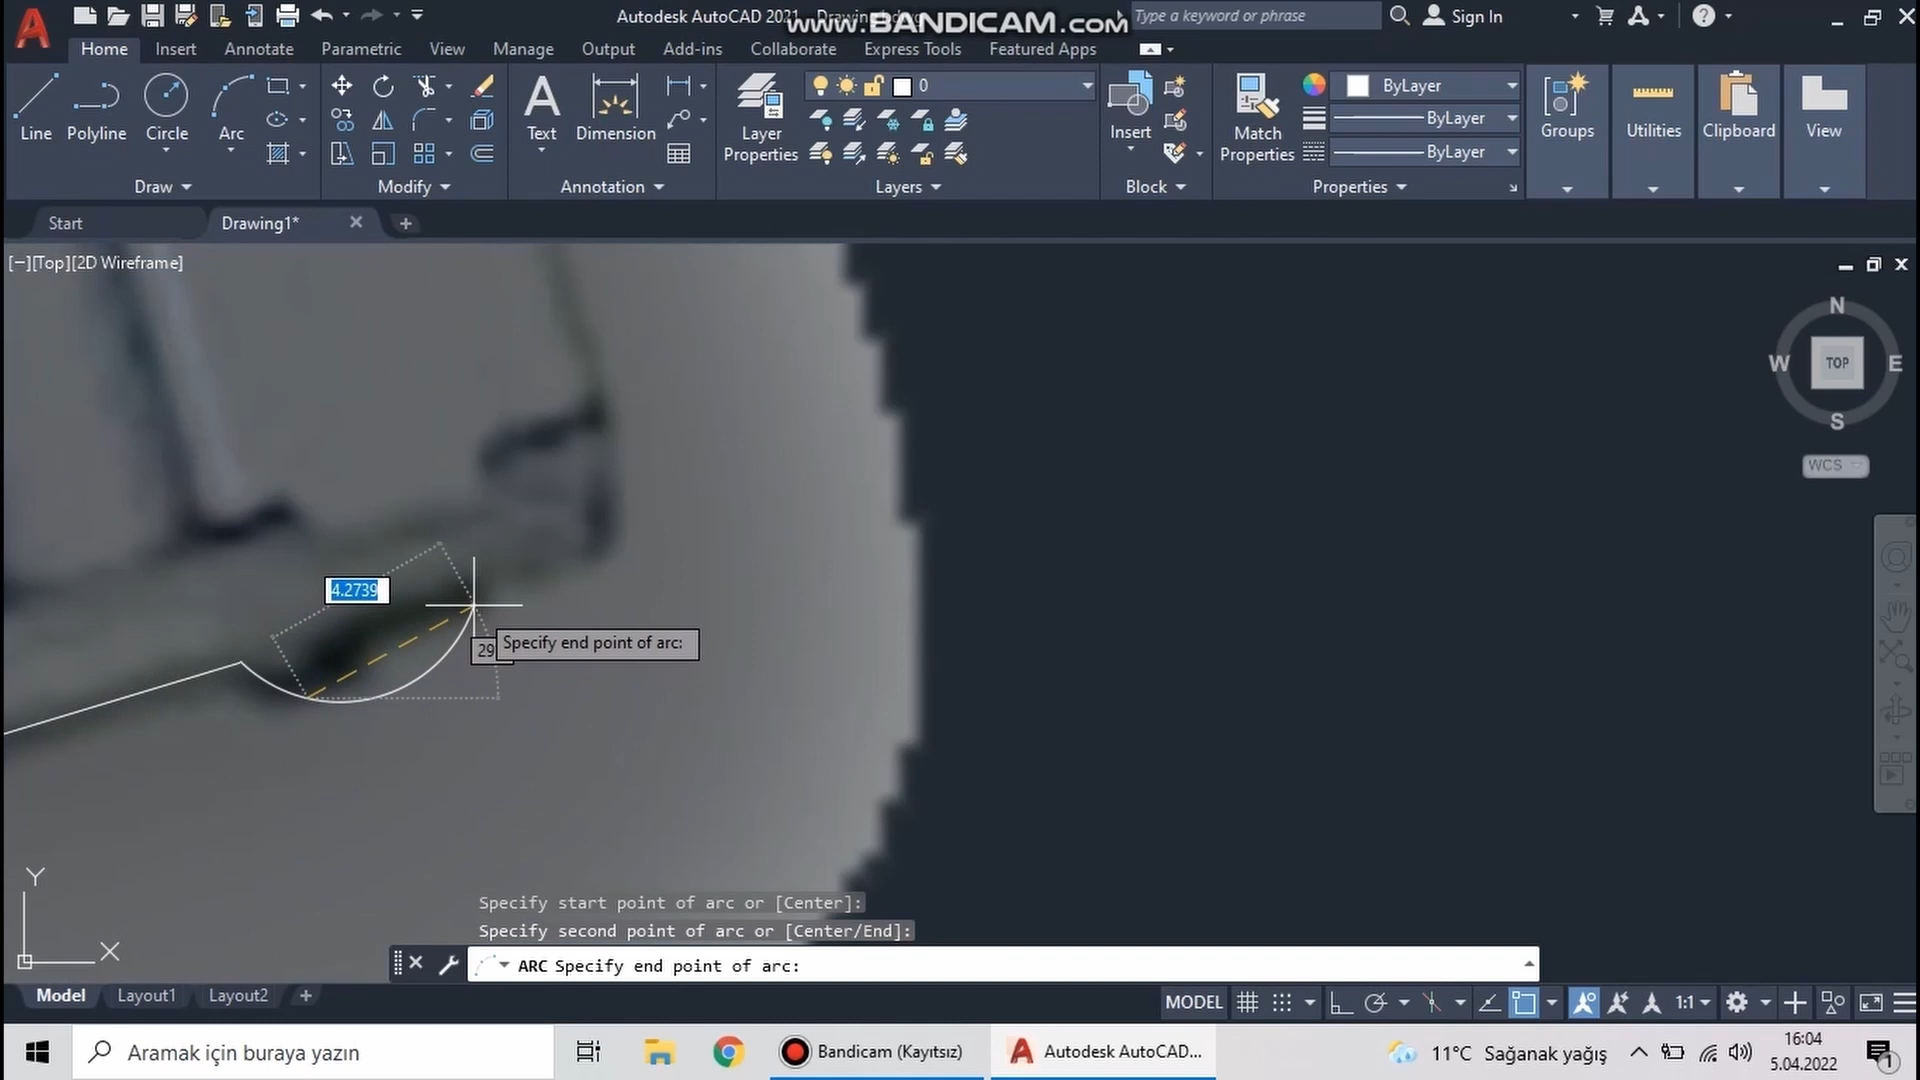 Autodesk AutoCAD 2021
www.BANDICAM.com
Type a keyword or phrase
Sign In
Home Insert Annotate Parametric View Manage Output Add-ins Collaborate Express Tools Featured Apps
0
ByLayer
Line Polyline Circle Arc
Text Dimension
Layer Properties
Insert
Match Properties
ByLayer
ByLayer
Groups Utilities Clipboard View
Draw Modify Annotation Layers Block Properties
Start Drawing1*
[−][Top][2D Wireframe]
N
W TOP E
S
WCS
4.2739
29
Specify end point of arc:
Y
X
Specify start point of arc or [Center]:
Specify second point of arc or [Center/End]:
ARC Specify end point of arc:
Model Layout1 Layout2
MODEL 1:1
Aramak için buraya yazın
Bandicam (Kayıtsız)
Autodesk AutoCAD...
11°C Sağanak yağış
16:04
5.04.2022
1